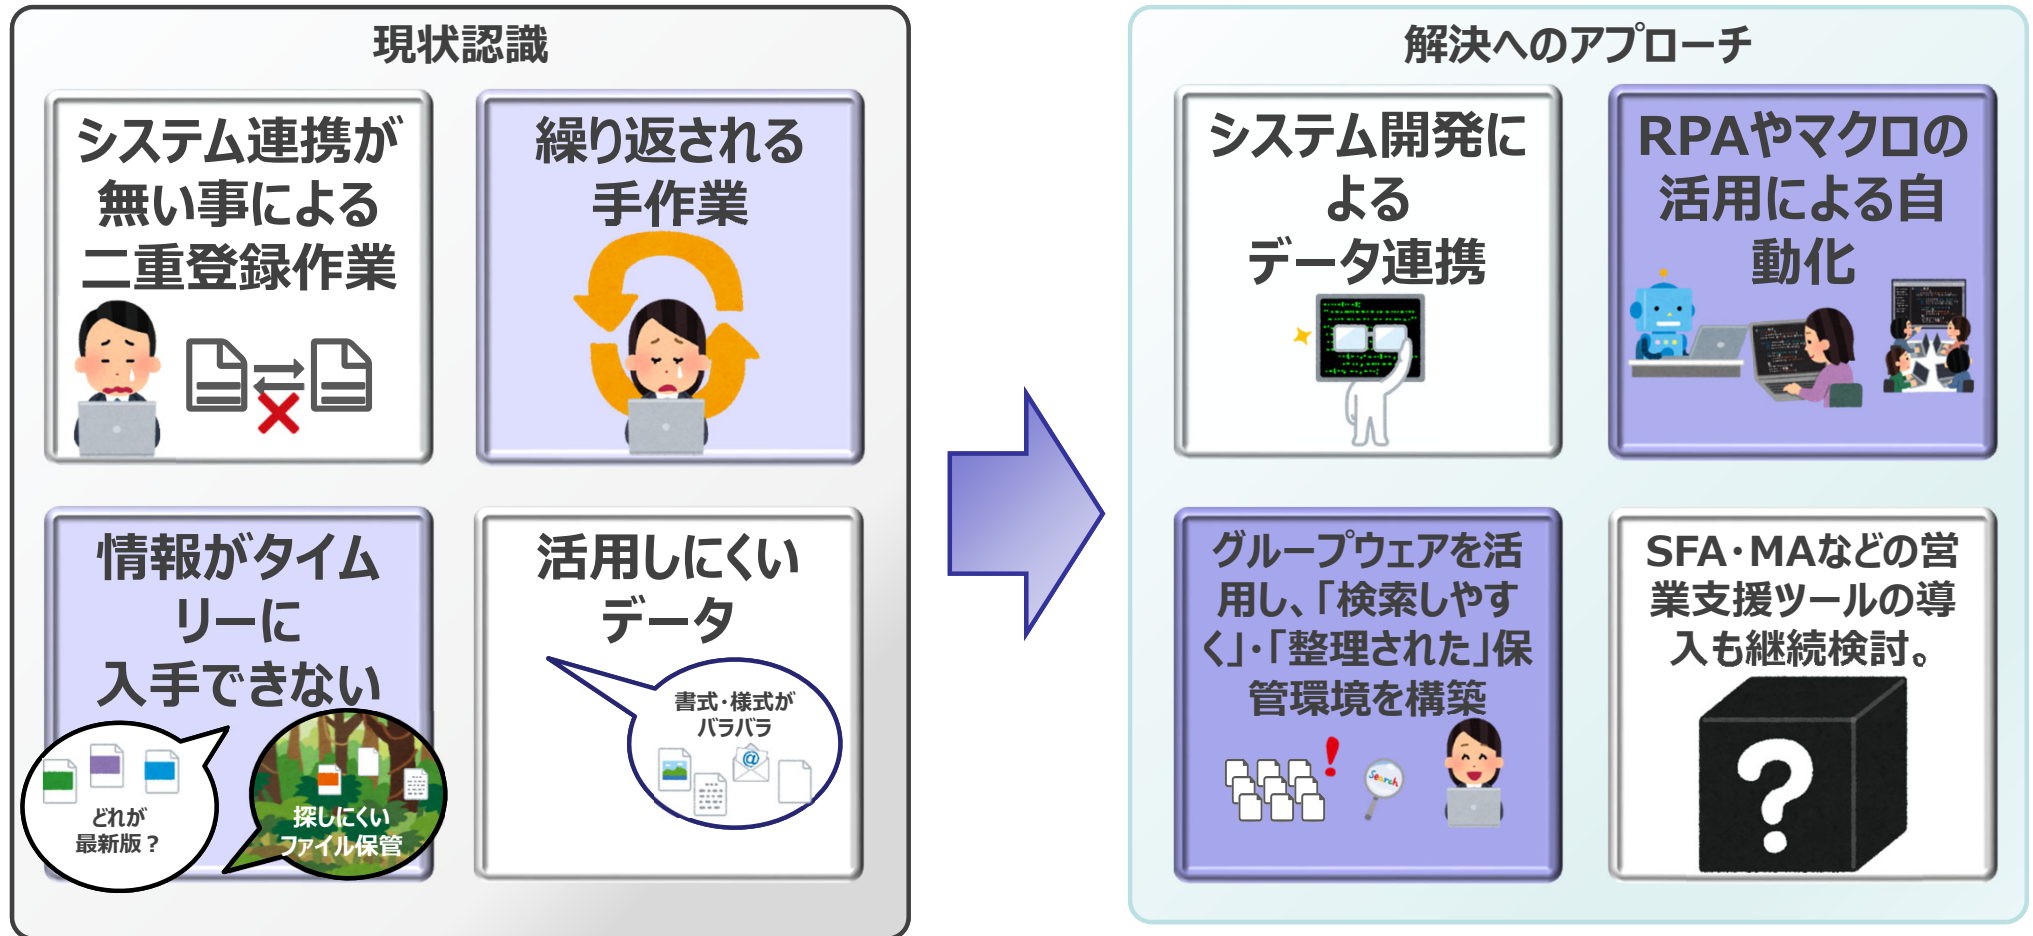 現状認識
システム連携が
無い事による
二重登録作業
繰り返される
手作業
情報がタイム
リーに
入手できない
どれが
最新版？
探しにくい
ファイル保管
活用しにくい
データ
書式・様式が
バラバラ
@
解決へのアプローチ
システム開発に
よる
データ連携
RPAやマクロの
活用による自
動化
グループウェアを活
用し、「検索しやす
く」・「整理された」保
管環境を構築
Search
SFA・MAなどの営
業支援ツールの導
入も継続検討。
?